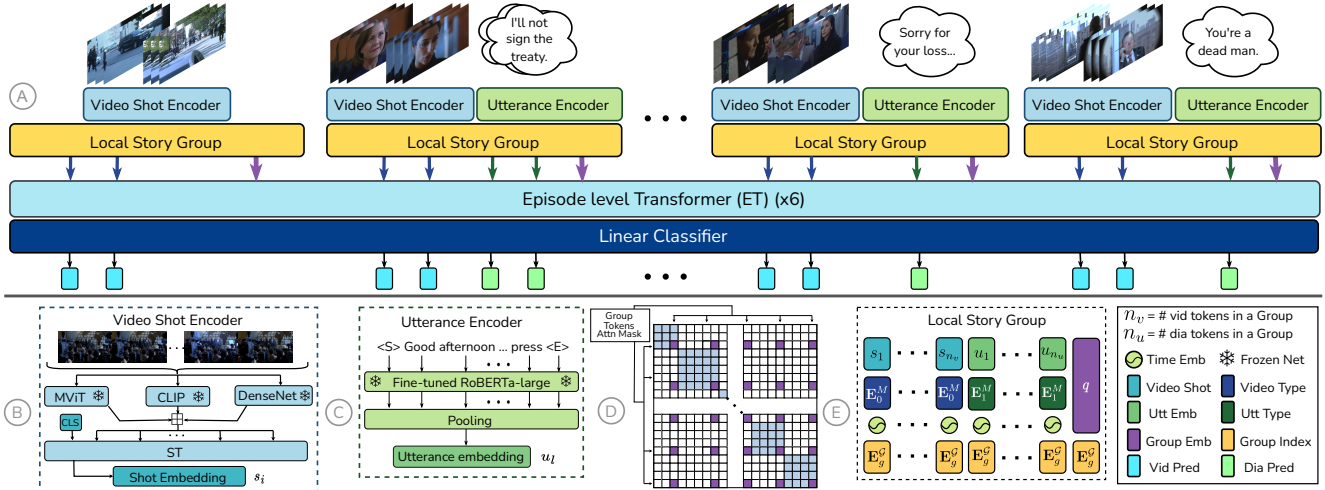 I'll not
sign the
treaty.
Sorry for
your loss...
You're a
dead man.
A
Video Shot Encoder
Video Shot Encoder
Utterance Encoder
Video Shot Encoder
Utterance Encoder
Video Shot Encoder
Utterance Encoder
Local Story Group
Local Story Group
Local Story Group
Local Story Group
Episode level Transformer (ET) (x6)
Linear Classifier
B
Video Shot Encoder
MViT
CLIP
DenseNet
CLS
ST
Shot Embedding
s_i
C
Utterance Encoder
<S> Good afternoon ... press <E>
Fine-tuned RoBERTa-large
Pooling
Utterance embedding
u_l
D
Group
Tokens
Attn Mask
E
Local Story Group
s_1 s_{n_v} u_1 u_{n_u}
q
E_0^M E_0^M E_1^M E_1^M
E_g^G E_g^G E_g^G E_g^G E_g^G
n_v = # vid tokens in a Group
n_u = # dia tokens in a Group
Time Emb
Frozen Net
Video Shot
Video Type
Utt Emb
Utt Type
Group Emb
Group Index
Vid Pred
Dia Pred